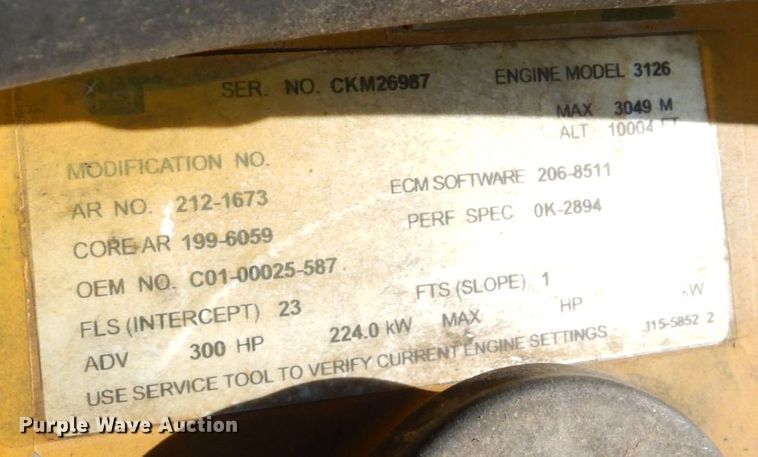 CAT
SER. NO. CKM26987 ENGINE MODEL 3126
MAX 3049 M
ALT 10004 FT
MODIFICATION NO.
AR NO. 212-1673 ECM SOFTWARE 206-8511
CORE AR 199-6059 PERF SPEC 0K-2894
OEM NO. C01-00025-587
FLS (INTERCEPT) 23 FTS (SLOPE) 1
ADV 300 HP 224.0 kW MAX HP kW
USE SERVICE TOOL TO VERIFY CURRENT ENGINE SETTINGS 115-5852 2
Purple Wave Auction